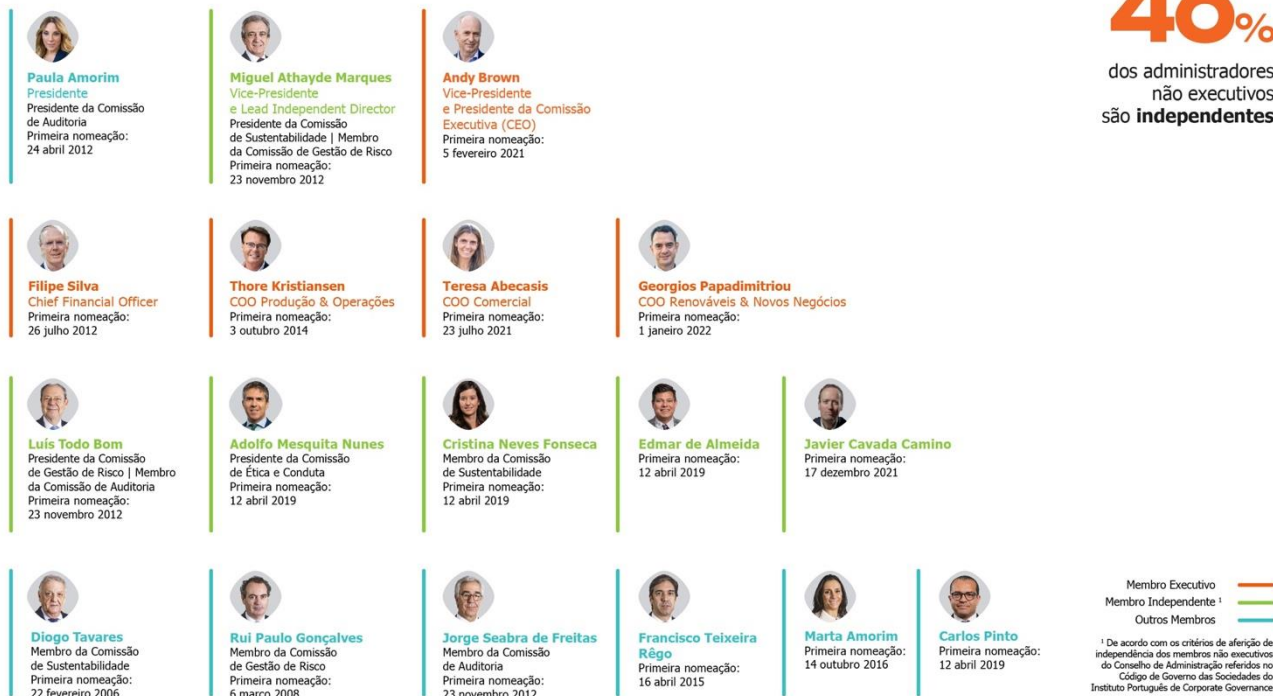 Paula Amorim
Presidente
Presidente da Comissão
de Auditoria
Primeira nomeação:
24 abril 2012
Miguel Athayde Marques
Vice-Presidente
e Lead Independent Director
Presidente da Comissão
de Sustentabilidade | Membro
da Comissão de Gestão de Risco
Primeira nomeação:
23 novembro 2012
Andy Brown
Vice-Presidente
e Presidente da Comissão
Executiva (CEO)
Primeira nomeação:
5 fevereiro 2021
%
dos administradores
não executivos
são independentes
Filipe Silva
Chief Financial Officer
Primeira nomeação:
26 julho 2012
Thore Kristiansen
COO Produção & Operações
Primeira nomeação:
3 outubro 2014
Teresa Abecasis
COO Comercial
Primeira nomeação:
23 julho 2021
Georgios Papadimitriou
COO Renováveis & Novos Negócios
Primeira nomeação:
1 janeiro 2022
Luís Todo Bom
Presidente da Comissão
de Gestão de Risco | Membro
da Comissão de Auditoria
Primeira nomeação:
23 novembro 2012
Adolfo Mesquita Nunes
Presidente da Comissão
de Ética e Conduta
Primeira nomeação:
12 abril 2019
Cristina Neves Fonseca
Membro da Comissão
de Sustentabilidade
Primeira nomeação:
12 abril 2019
Edmar de Almeida
Primeira nomeação:
12 abril 2019
Javier Cavada Camino
Primeira nomeação:
17 dezembro 2021
Diogo Tavares
Membro da Comissão
de Sustentabilidade
Primeira nomeação:
22 fevereiro 2006
Rui Paulo Gonçalves
Membro da Comissão
de Gestão de Risco
Primeira nomeação:
6 março 2008
Jorge Seabra de Freitas
Membro da Comissão
de Auditoria
Primeira nomeação:
23 novembro 2012
Francisco Teixeira
Rêgo
Primeira nomeação:
16 abril 2015
Marta Amorim
Primeira nomeação:
14 outubro 2016
Carlos Pinto
Primeira nomeação:
12 abril 2019
Membro Executivo
Membro Independente ¹
Outros Membros
¹ De acordo com os critérios de aferição de
independência dos membros não executivos
do Conselho de Administração referidos no
Código de Governo das Sociedades do
Instituto Português de Corporate Governance